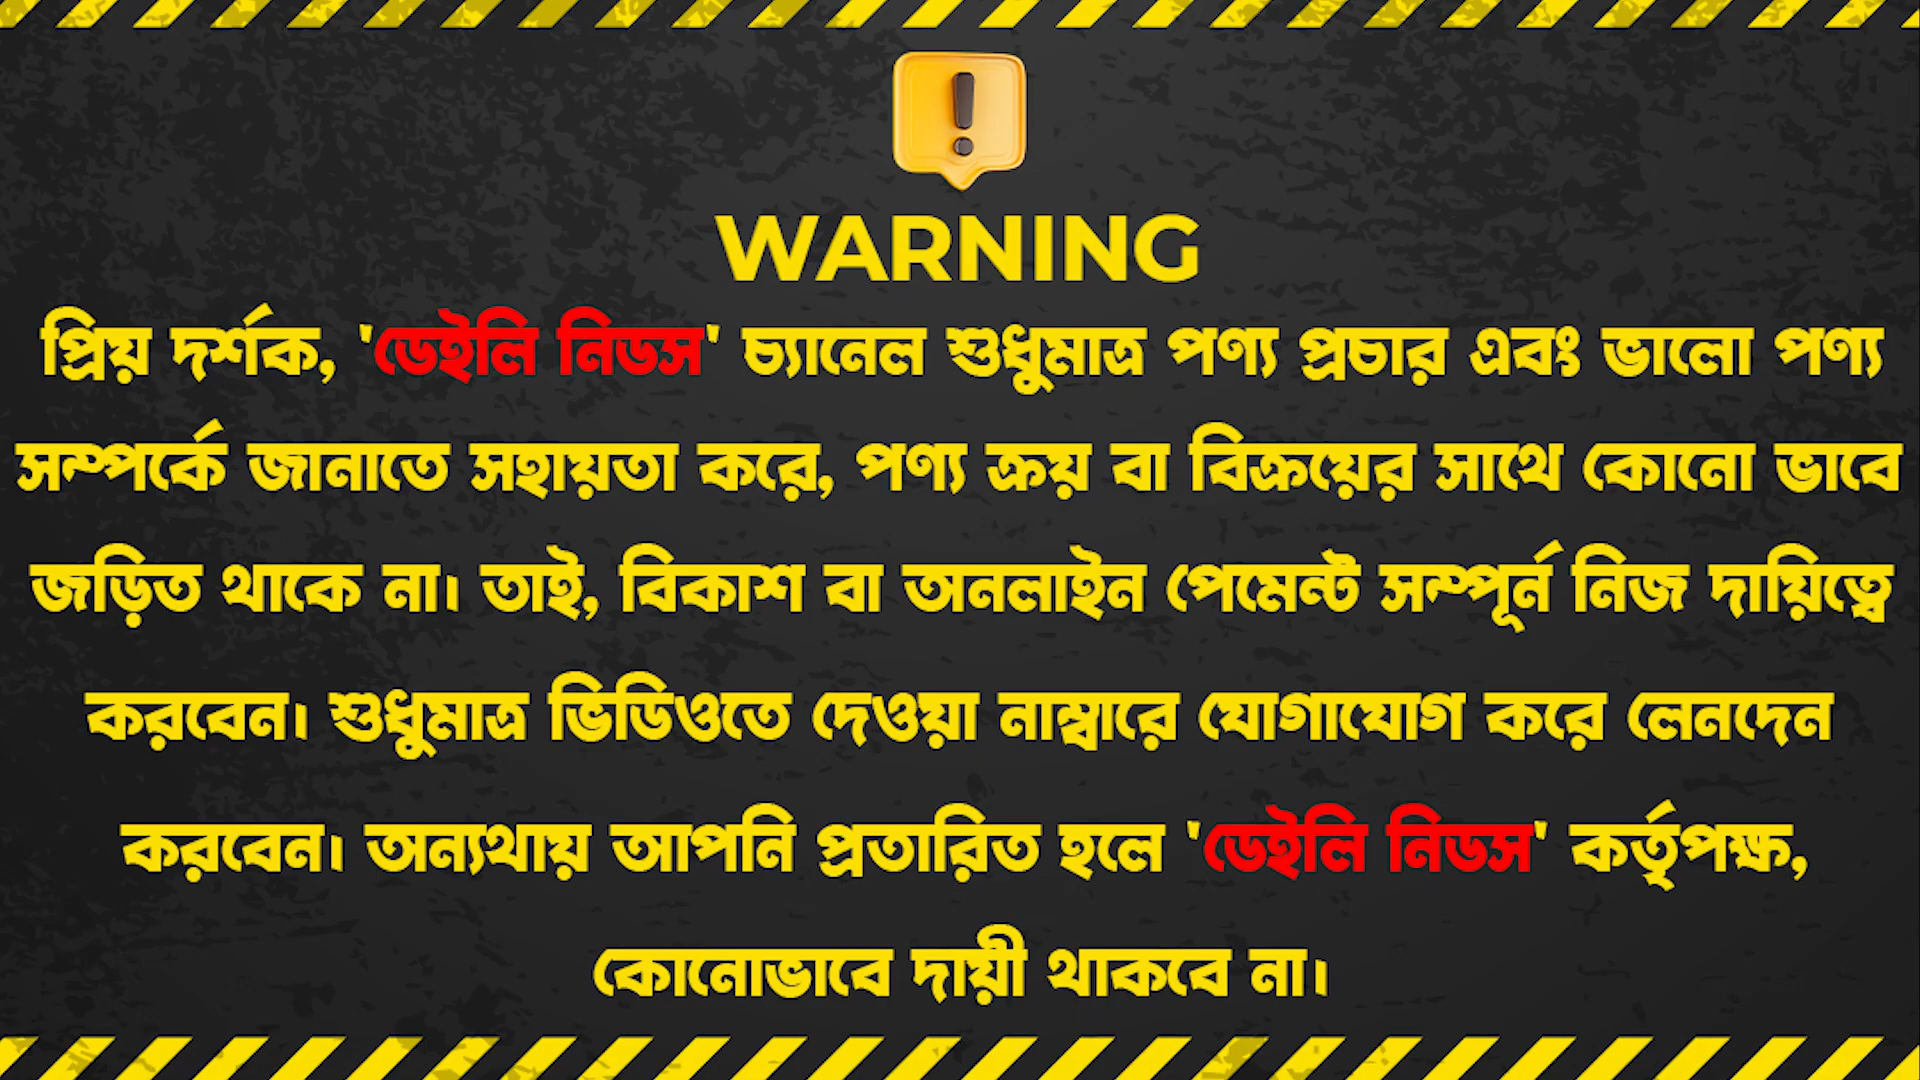 WARNING
প্রিয় দর্শক, 'ডেইলি নিডস' চ্যানেল শুধুমাত্র পণ্য প্রচার এবং ভালো পণ্য
সম্পর্কে জানাতে সহায়তা করে, পণ্য ক্রয় বা বিক্রয়ের সাথে কোনো ভাবে
জড়িত থাকে না। তাই, বিকাশ বা অনলাইন পেমেন্ট সম্পূর্ন নিজ দায়িত্বে
করবেন। শুধুমাত্র ভিডিওতে দেওয়া নাম্বারে যোগাযোগ করে লেনদেন
করবেন। অন্যথায় আপনি প্রতারিত হলে 'ডেইলি নিডস' কর্তৃপক্ষ,
কোনোভাবে দায়ী থাকবে না।